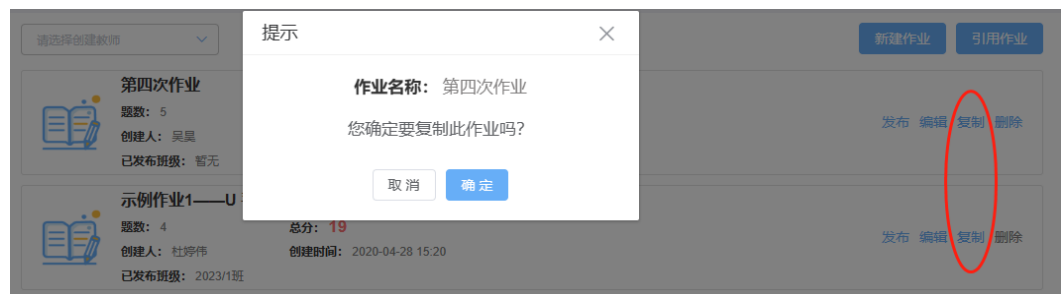 请选择创建教师
提示
新建作业 引用作业
第四次作业
作业名称: 第四次作业
题数: 5
您确定要复制此作业吗?
发布 编辑 复制 删除
创建人: 吴昊
已发布班级: 暂无
取消 确定
示例作业1——U
题数: 4
总分: 19
创建人: 杜婷伟
创建时间: 2020-04-28 15:20
发布 编辑 复制 删除
已发布班级: 2023/1班